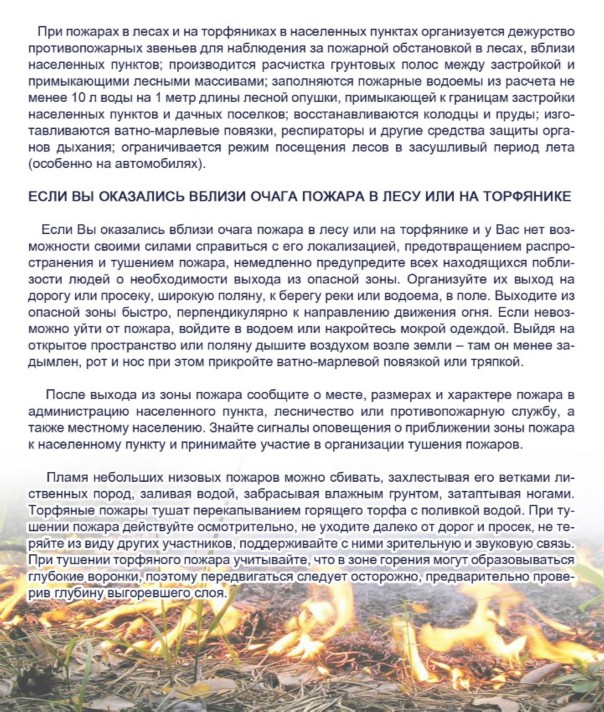 При пожарах в лесах и на торфяниках в населенных пунктах организуется дежурство
противопожарных звеньев для наблюдения за пожарной обстановкой в лесах, вблизи
населенных пунктов; производится расчистка грунтовых полос между застройкой и
примыкающими лесными массивами; заполняются пожарные водоемы из расчета не
менее 10 л воды на 1 метр длины лесной опушки, примыкающей к границам застройки
населенных пунктов и дачных поселков; восстанавливаются колодцы и пруды; изго-
тавливаются ватно-марлевые повязки, респираторы и другие средства защиты орга-
нов дыхания; ограничивается режим посещения лесов в засушливый период лета
(особенно на автомобилях).
ЕСЛИ ВЫ ОКАЗАЛИСЬ ВБЛИЗИ ОЧАГА ПОЖАРА В ЛЕСУ ИЛИ НА ТОРФЯНИКЕ
Если Вы оказались вблизи очага пожара в лесу или на торфянике и у Вас нет воз-
можности своими силами справиться с его локализацией, предотвращением распро-
странения и тушением пожара, немедленно предупредите всех находящихся побли-
зости людей о необходимости выхода из опасной зоны. Организуйте их выход на
дорогу или просеку, широкую поляну, к берегу реки или водоема, в поле. Выходите из
опасной зоны быстро, перпендикулярно к направлению движения огня. Если невоз-
можно уйти от пожара, войдите в водоем или накройтесь мокрой одеждой. Выйдя на
открытое пространство или поляну дышите воздухом возле земли – там он менее за-
дымлен, рот и нос при этом прикройте ватно-марлевой повязкой или тряпкой.
После выхода из зоны пожара сообщите о месте, размерах и характере пожара в
администрацию населенного пункта, лесничество или противопожарную службу, а
также местному населению. Знайте сигналы оповещения о приближении зоны пожара
к населенному пункту и принимайте участие в организации тушения пожаров.
Пламя небольших низовых пожаров можно сбивать, захлестывая его ветками ли-
ственных пород, заливая водой, забрасывая влажным грунтом, затаптывая ногами.
Торфяные пожары тушат перекапыванием горящего торфа с поливкой водой. При ту-
шении пожара действуйте осмотрительно, не уходите далеко от дорог и просек, не те-
ряйте из виду других участников, поддерживайте с ними зрительную и звуковую связь.
При тушении торфяного пожара учитывайте, что в зоне горения могут образовываться
глубокие воронки, поэтому передвигаться следует осторожно, предварительно прове-
рив глубину выгоревшего слоя.